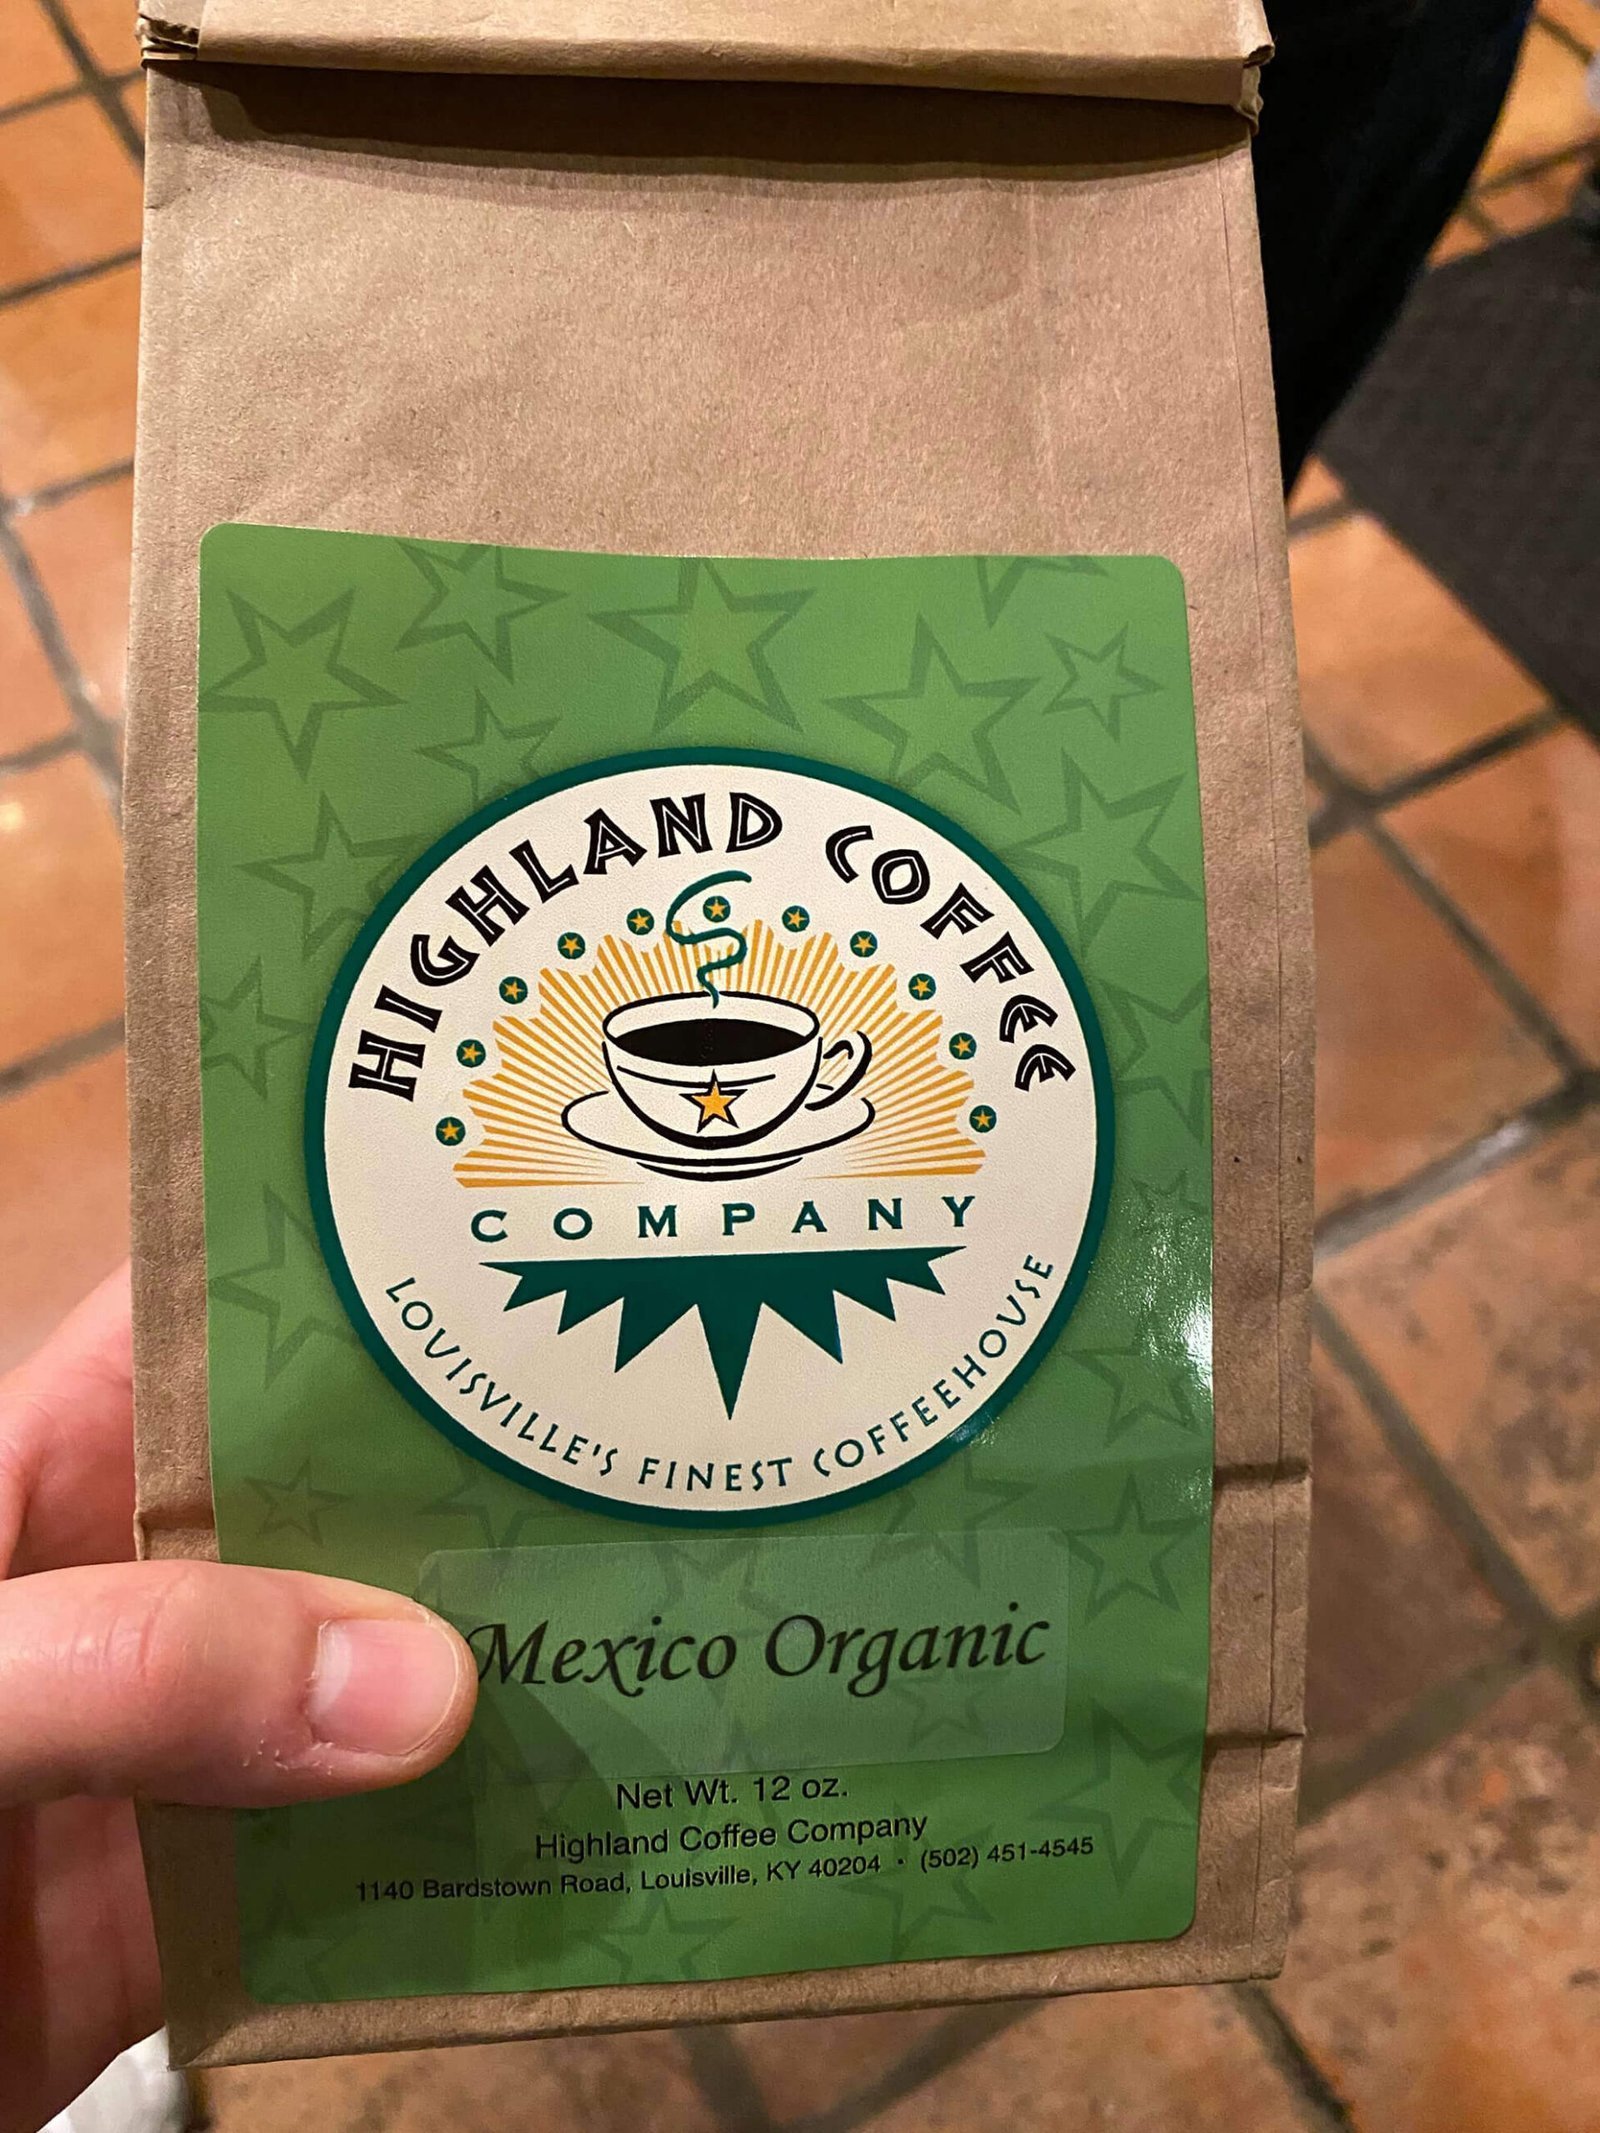 HIGHLAND COFFEE
COMPANY
LOUISVILLE'S FINEST COFFEEHOUSE
Mexico Organic
Net Wt. 12 oz.
Highland Coffee Company
1140 Bardstown Road, Louisville, KY 40204 · (502) 451-4545